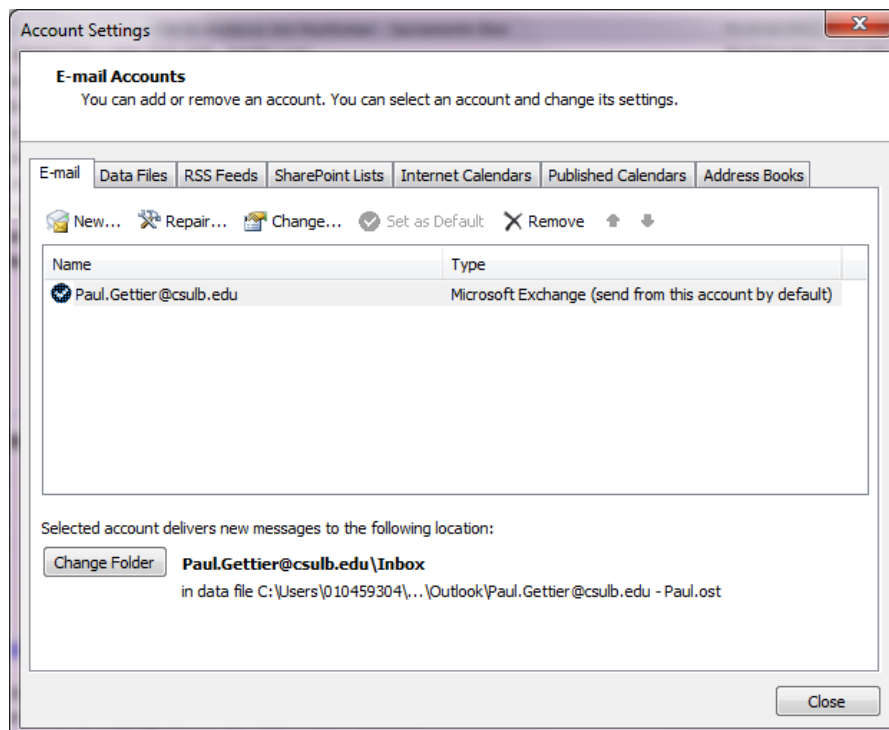 Account Settings
E-mail Accounts
You can add or remove an account. You can select an account and change its settings.
E-mail Data Files RSS Feeds SharePoint Lists Internet Calendars Published Calendars Address Books
New... Repair... Change... Set as Default Remove
Name Type
Paul.Gettier@csulb.edu Microsoft Exchange (send from this account by default)
Selected account delivers new messages to the following location:
Change Folder Paul.Gettier@csulb.edu\Inbox
in data file C:\Users\010459304\...\Outlook\Paul.Gettier@csulb.edu - Paul.ost
Close